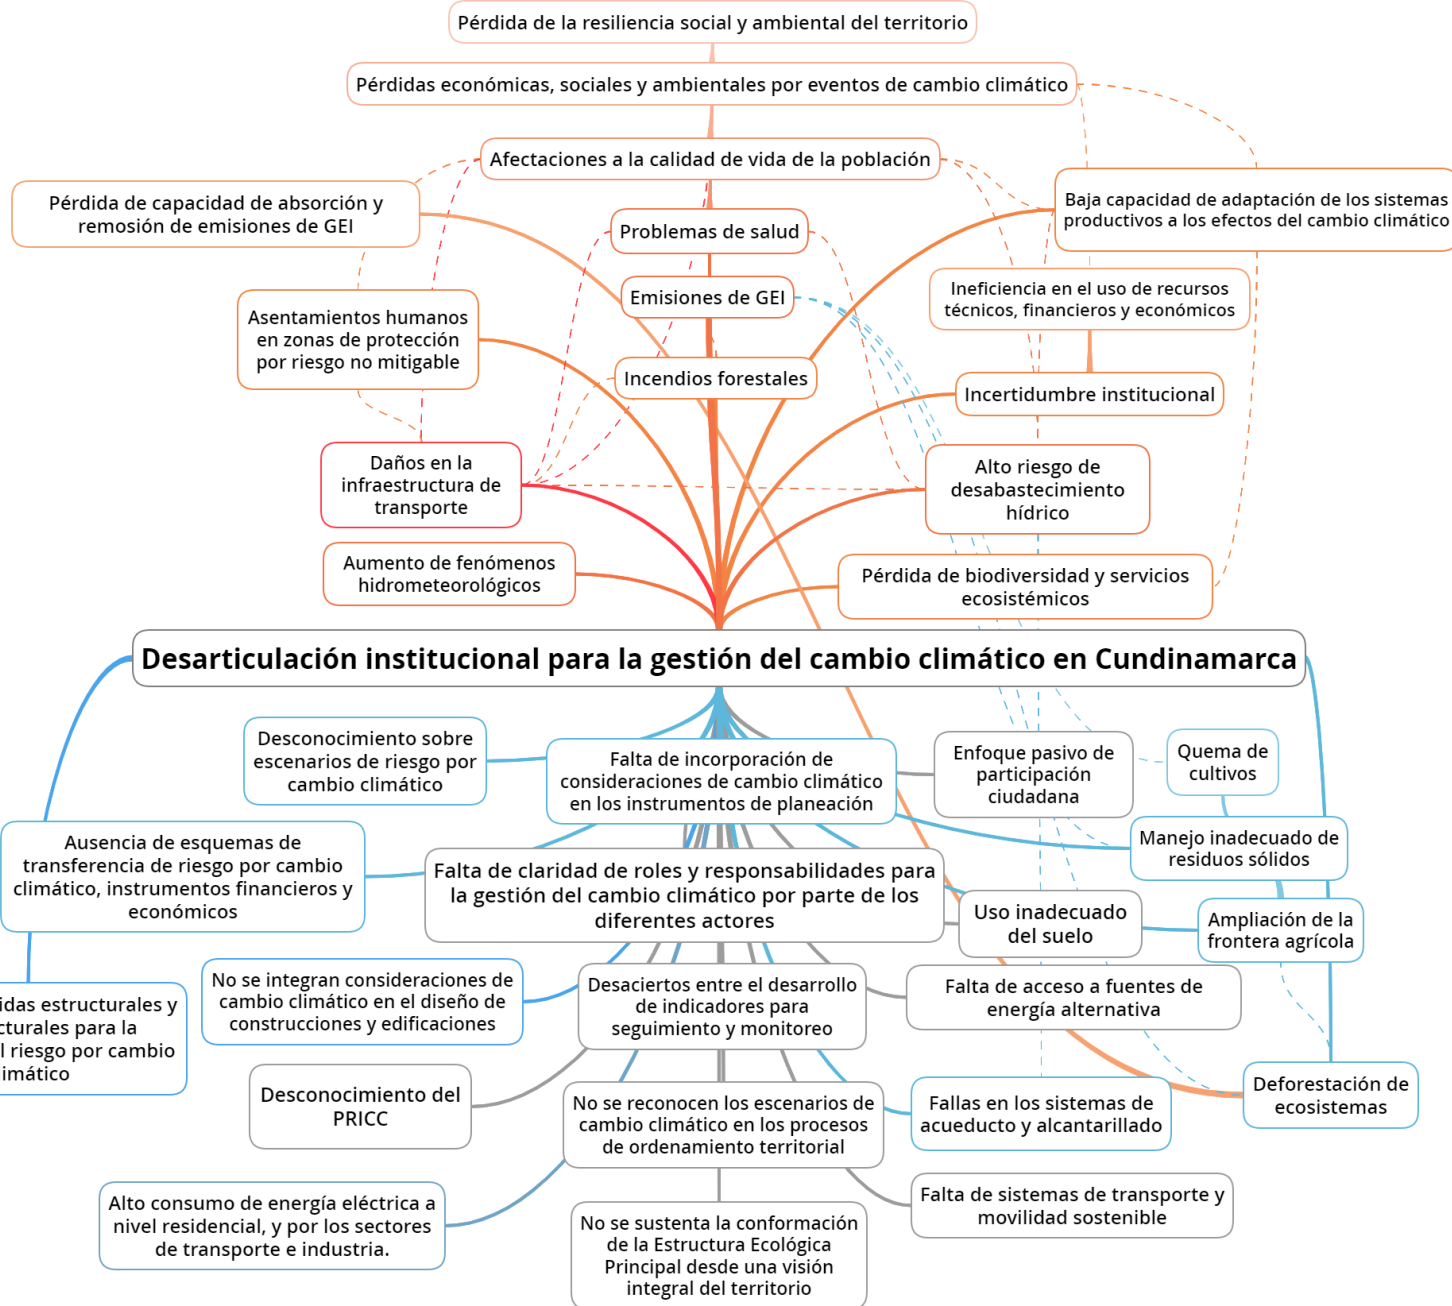 Pérdida de la resiliencia social y ambiental del territorio
Pérdidas económicas, sociales y ambientales por eventos de cambio climático
Afectaciones a la calidad de vida de la población
Pérdida de capacidad de absorción y
remosión de emisiones de GEI
Baja capacidad de adaptación de los sistemas
productivos a los efectos del cambio climático
Problemas de salud
Emisiones de GEI
Ineficiencia en el uso de recursos
técnicos, financieros y económicos
Asentamientos humanos
en zonas de protección
por riesgo no mitigable
Incendios forestales
Incertidumbre institucional
Daños en la
infraestructura de
transporte
Alto riesgo de
desabastecimiento
hídrico
Aumento de fenómenos
hidrometeorológicos
Pérdida de biodiversidad y servicios
ecosistémicos
Desarticulación institucional para la gestión del cambio climático en Cundinamarca
Desconocimiento sobre
escenarios de riesgo por
cambio climático
Falta de incorporación de
consideraciones de cambio climático
en los instrumentos de planeación
Enfoque pasivo de
participación
ciudadana
Quema de
cultivos
Ausencia de esquemas de
transferencia de riesgo por cambio
climático, instrumentos financieros y
económicos
Falta de claridad de roles y responsabilidades para
la gestión del cambio climático por parte de los
diferentes actores
Manejo inadecuado de
residuos sólidos
Uso inadecuado
del suelo
Ampliación de la
frontera agrícola
idas estructurales y
cturales para la
l riesgo por cambio
imático
No se integran consideraciones de
cambio climático en el diseño de
construcciones y edificaciones
Desaciertos entre el desarrollo
de indicadores para
seguimiento y monitoreo
Falta de acceso a fuentes de
energía alternativa
Desconocimiento del
PRICC
No se reconocen los escenarios de
cambio climático en los procesos
de ordenamiento territorial
Fallas en los sistemas de
acueducto y alcantarillado
Deforestación de
ecosistemas
Alto consumo de energía eléctrica a
nivel residencial, y por los sectores
de transporte e industria.
No se sustenta la conformación
de la Estructura Ecológica
Principal desde una visión
integral del territorio
Falta de sistemas de transporte y
movilidad sostenible